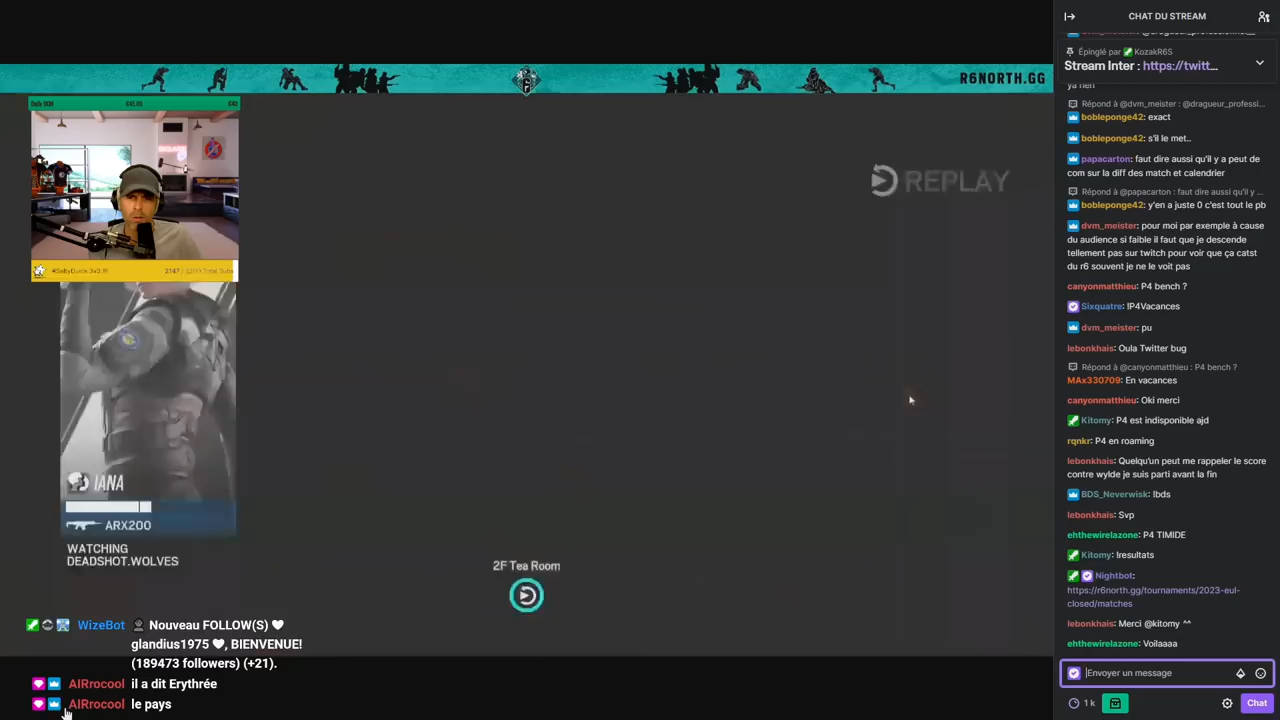 R6NORTH.GG
Daily GOAL
€45.00
REPLAY
IANA
ARX200
WATCHING
DEADSHOT.WOLVES
2F Tea Room
WizeBot Nouveau FOLLOW(S)
glandius1975 , BIENVENUE!
(189473 followers) (+21).
AIRrocool il a dit Erythrée
AIRrocool le pays
CHAT DU STREAM
Épinglé par KozakR6S
Stream Inter : https://twitt...
ya rien
Répond à @dvm_meister : @dragueur_professi...
bobleponge42: exact
bobleponge42: s'il le met..
papacarton: faut dire aussi qu'il y a peut de
com sur la diff des match et calendrier
Répond à @papacarton : faut dire aussi qu'il y ...
bobleponge42: y'en a juste 0 c'est tout le pb
dvm_meister: pour moi par exemple à cause
du audience si faible il faut que je descende
tellement pas sur twitch pour voir que ça catst
du r6 souvent je ne le voit pas
canyonmatthieu: P4 bench ?
Sixquatre: !P4Vacances
dvm_meister: pu
lebonkhais: Oula Twitter bug
Répond à @canyonmatthieu : P4 bench ?
MAx330709: En vacances
canyonmatthieu: Oki merci
Kitomy: P4 est indisponible ajd
rqnkr: P4 en roaming
lebonkhais: Quelqu'un peut me rappeler le score
contre wylde je suis parti avant la fin
BDS_Neverwisk: !bds
lebonkhais: Svp
ehthewirelazone: P4 TIMIDE
Kitomy: !resultats
Nightbot:
https://r6north.gg/tournaments/2023-eul-
closed/matches
lebonkhais: Merci @kitomy ^^
ehthewirelazone: Voilaaaa
Envoyer un message
1 k
Chat